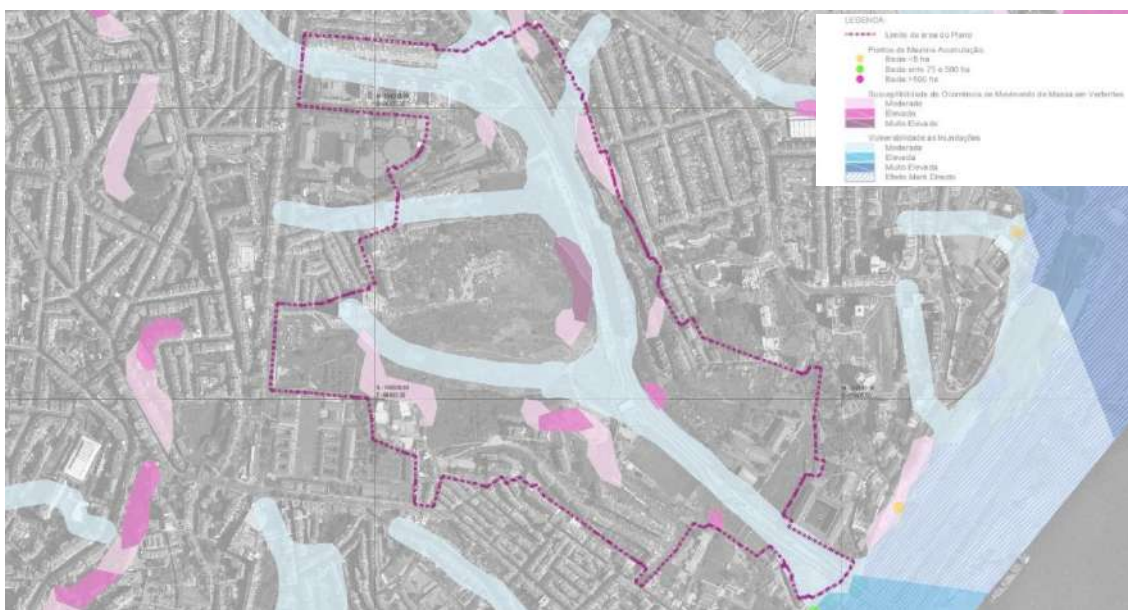 LEGENDA:
Limite da área do Plano
Pontos de Máxima Acumulação
Bacia <5 ha
Bacia entre 75 e 500 ha
Bacia >500 ha
Susceptibilidade de Ocorrência de Movimento de Massa em Vertentes
Moderada
Elevada
Muito Elevada
Vulnerabilidade às Inundações
Moderada
Elevada
Muito Elevada
Efeito Maré Directo